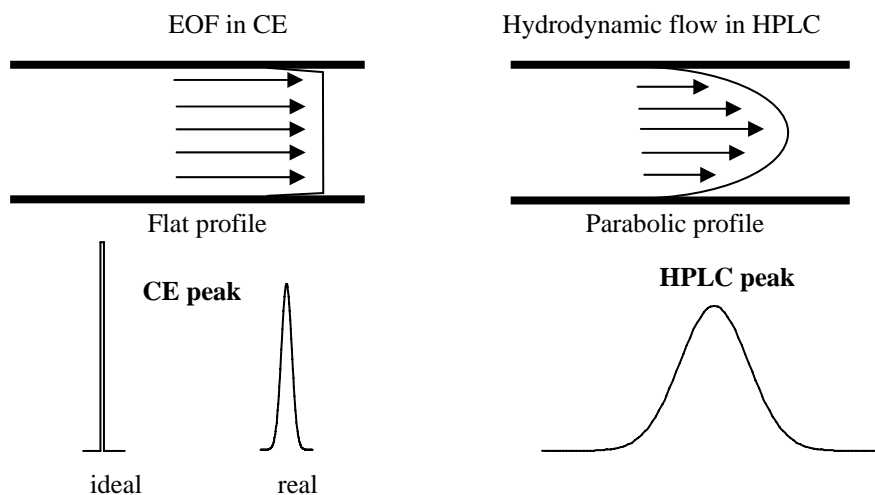 EOF in CE
Hydrodynamic flow in HPLC
Flat profile
Parabolic profile
CE peak
HPLC peak
ideal
real